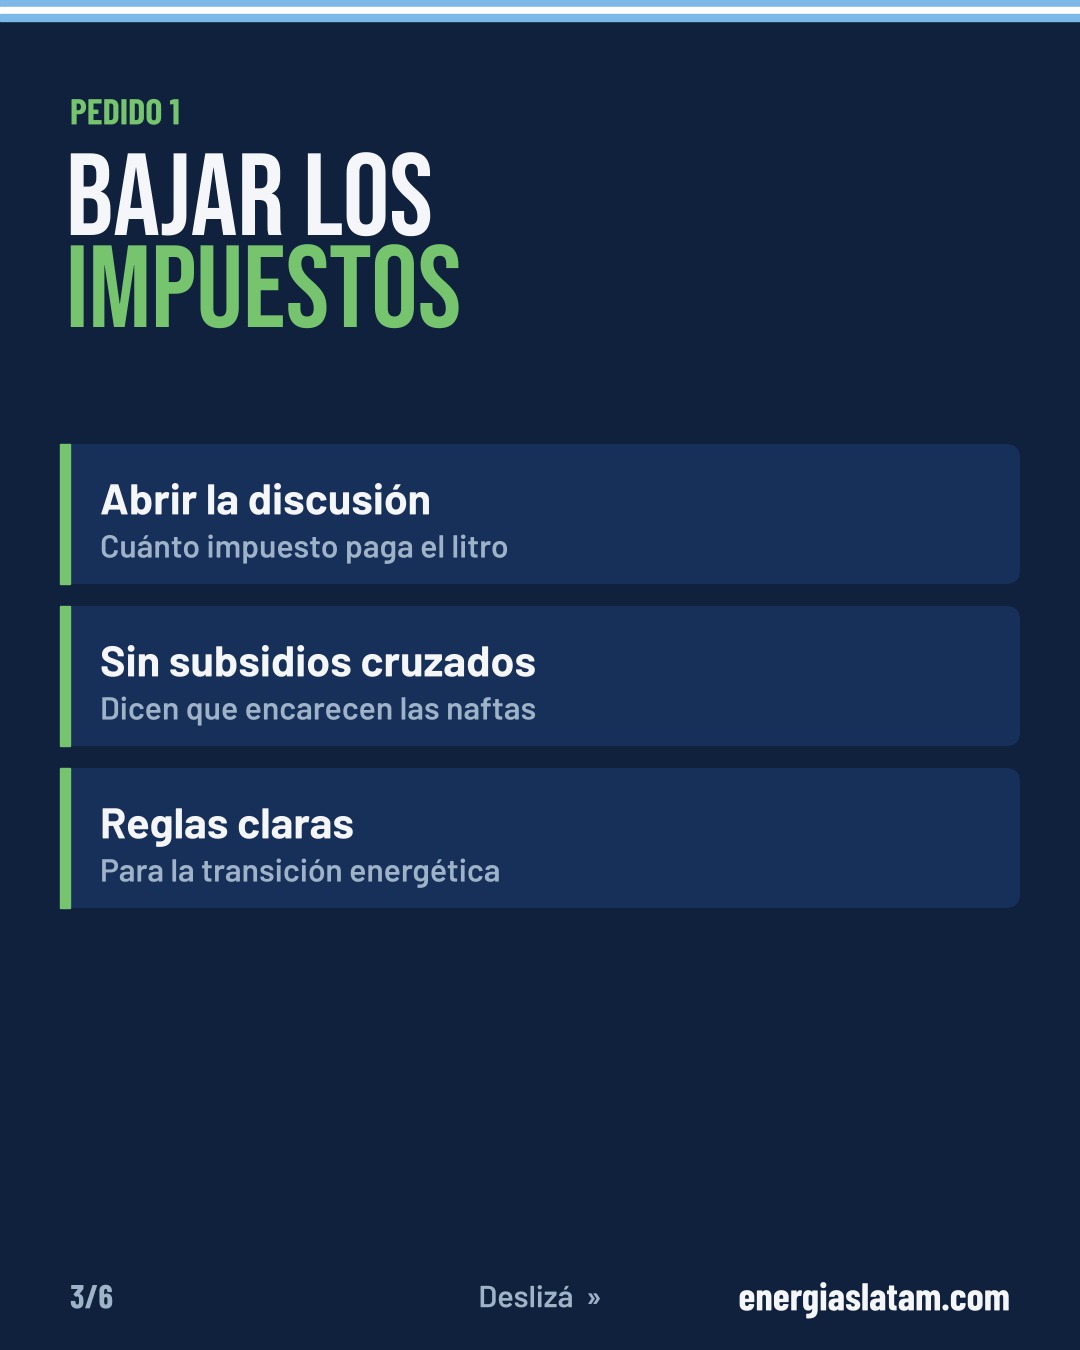 PEDIDO 1
BAJAR LOS
IMPUESTOS
Abrir la discusión
Cuánto impuesto paga el litro
Sin subsidios cruzados
Dicen que encarecen las naftas
Reglas claras
Para la transición energética
3/6
Deslizá »
energiaslatam.com